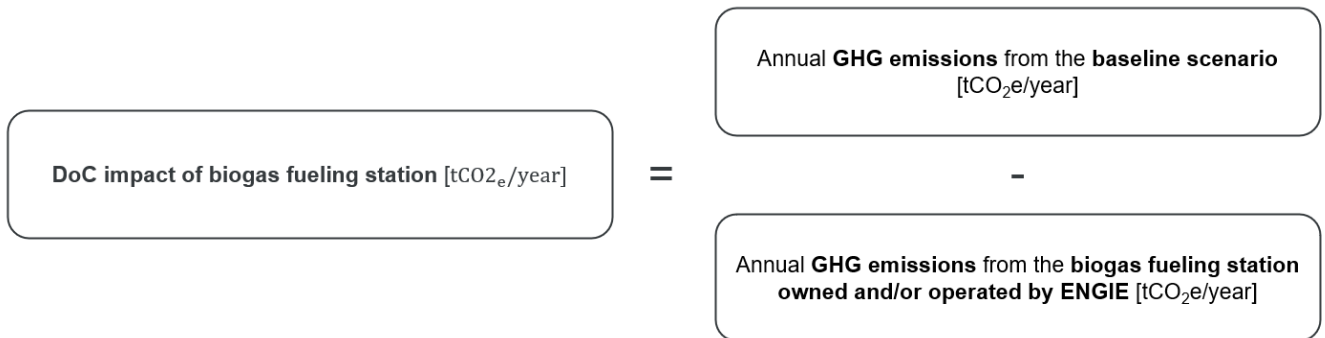 Annual GHG emissions from the baseline scenario
[tCO₂e/year]
DoC impact of biogas fueling station [tCO2ₑ/year]
=
-
Annual GHG emissions from the biogas fueling station
owned and/or operated by ENGIE [tCO₂e/year]